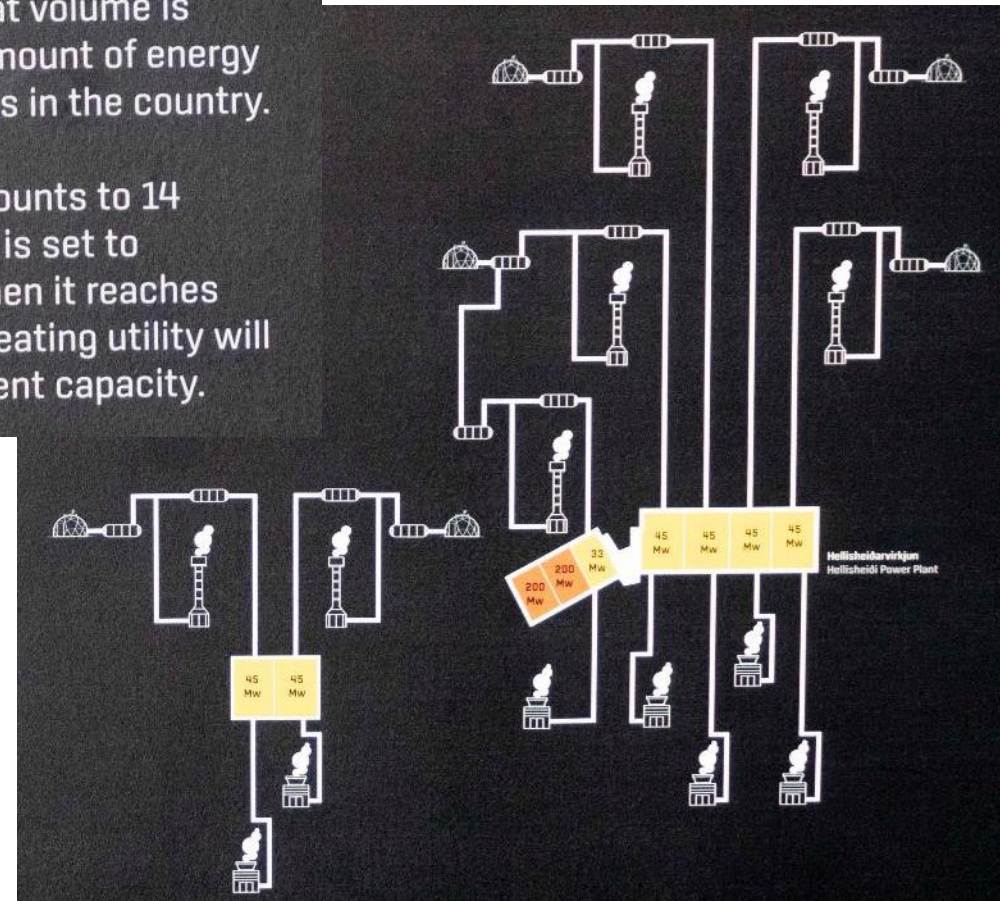 at volume is
mount of energy
s in the country.
ounts to 14
is set to
hen it reaches
eating utility will
ent capacity.
45
Mw
45
Mw
45
Mw
45
Mw
33
Mw
200
Mw
200
Mw
Hellisheiðarvirkjun
Hellisheiði Power Plant
45
Mw
45
Mw